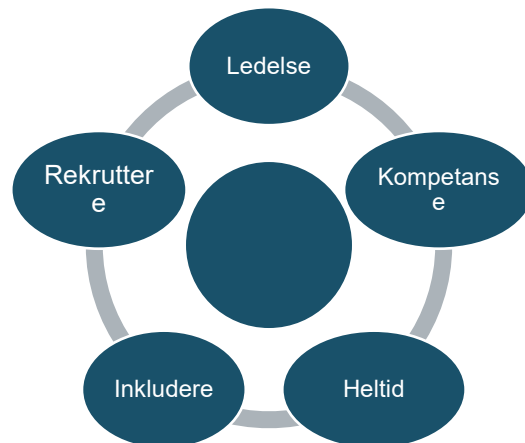 Ledelse
Rekrutter
e
Kompetans
e
Inkludere
Heltid